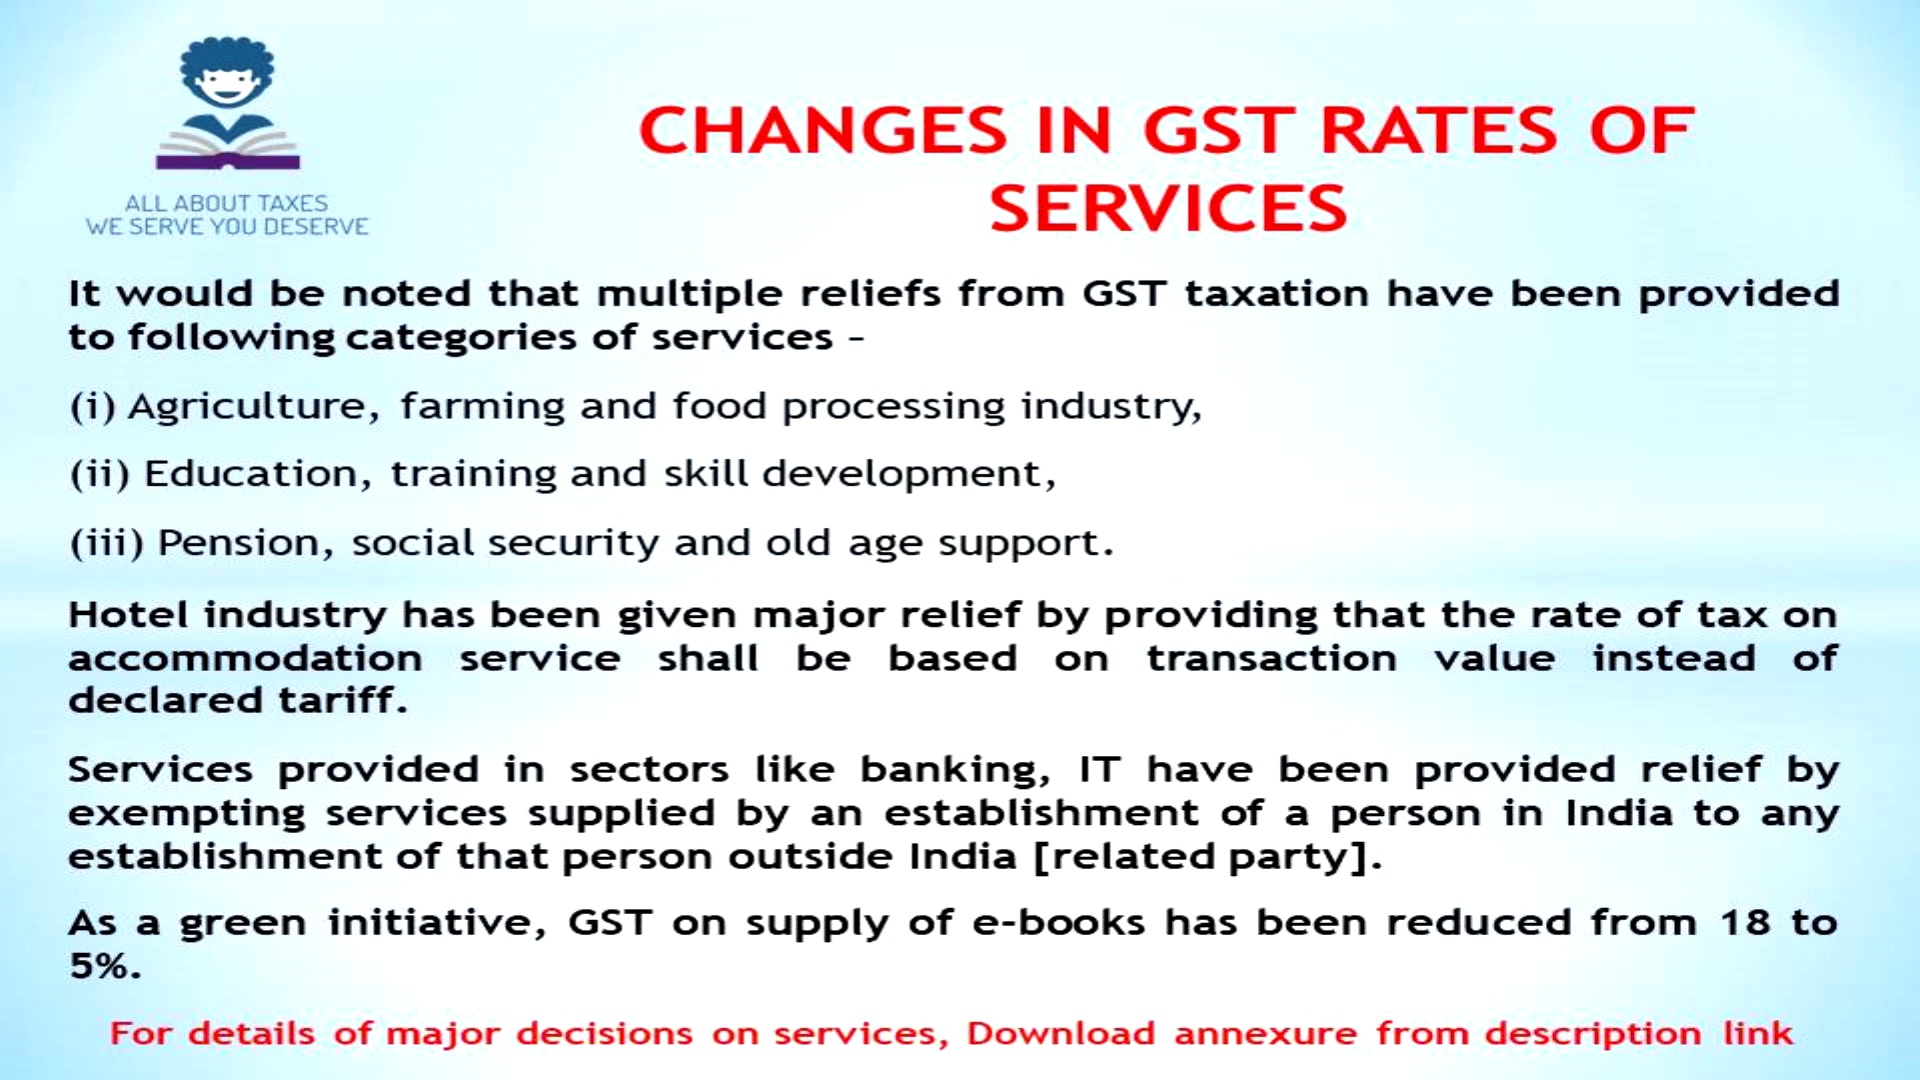 ALL ABOUT TAXES
WE SERVE YOU DESERVE
CHANGES IN GST RATES OF
SERVICES
It would be noted that multiple reliefs from GST taxation have been provided
to following categories of services –
(i) Agriculture, farming and food processing industry,
(ii) Education, training and skill development,
(iii) Pension, social security and old age support.
Hotel industry has been given major relief by providing that the rate of tax on
accommodation service shall be based on transaction value instead of
declared tariff.
Services provided in sectors like banking, IT have been provided relief by
exempting services supplied by an establishment of a person in India to any
establishment of that person outside India [related party].
As a green initiative, GST on supply of e-books has been reduced from 18 to
5%.
For details of major decisions on services, Download annexure from description link